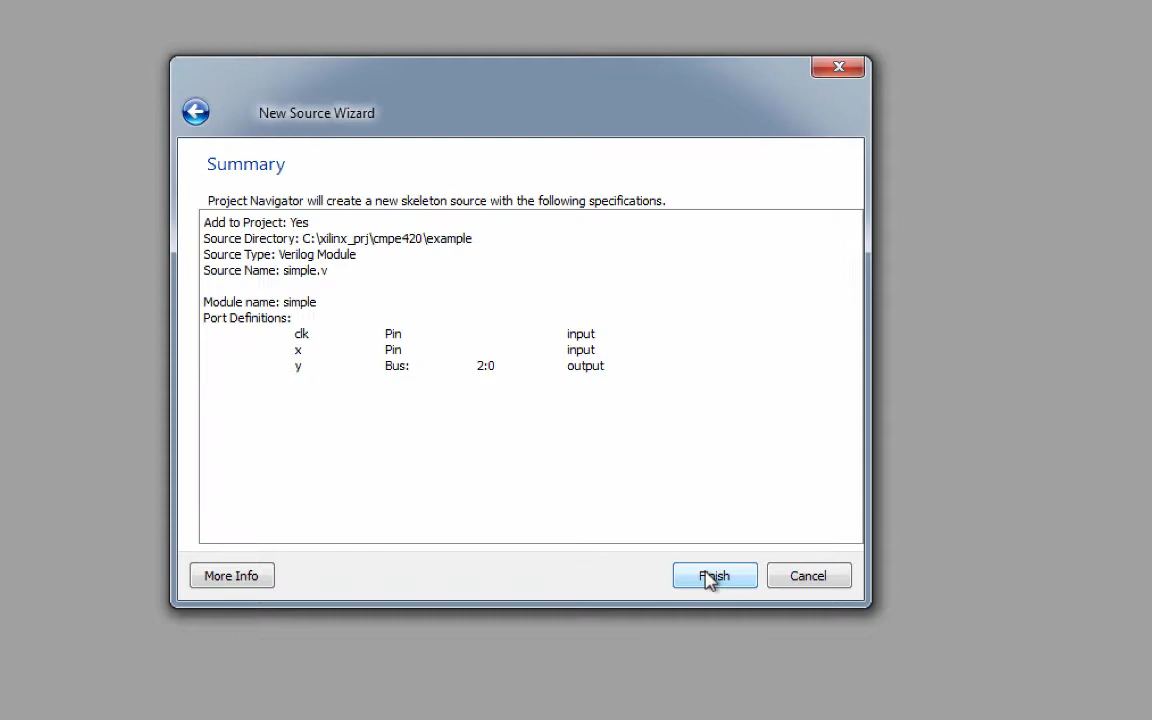 New Source Wizard
Summary
Project Navigator will create a new skeleton source with the following specifications.
Add to Project: Yes
Source Directory: C:\xilinx_prj\cmpe420\example
Source Type: Verilog Module
Source Name: simple.v
Module name: simple
Port Definitions:
clk Pin input
x Pin input
y Bus: 2:0 output
More Info Finish Cancel